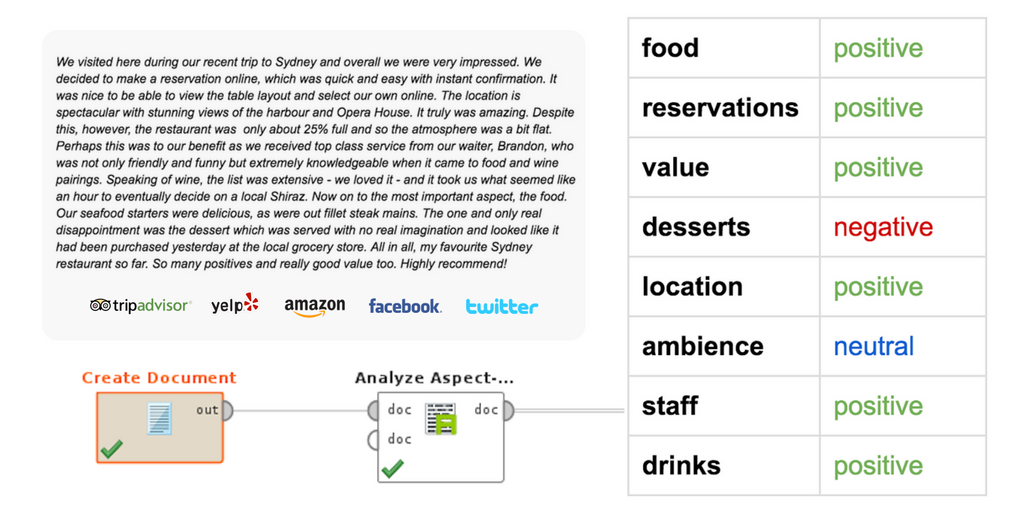 We visited here during our recent trip to Sydney and overall we were very impressed. We
decided to make a reservation online, which was quick and easy with instant confirmation. It
was nice to be able to view the table layout and select our own online. The location is
spectacular with stunning views of the harbour and Opera House. It truly was amazing. Despite
this, however, the restaurant was only about 25% full and so the atmosphere was a bit flat.
Perhaps this was to our benefit as we received top class service from our waiter, Brandon, who
was not only friendly and funny but extremely knowledgeable when it came to food and wine
pairings. Speaking of wine, the list was extensive - we loved it - and it took us what seemed like
an hour to eventually decide on a local Shiraz. Now on to the most important aspect, the food.
Our seafood starters were delicious, as were out fillet steak mains. The one and only real
disappointment was the dessert which was served with no real imagination and looked like it
had been purchased yesterday at the local grocery store. All in all, my favourite Sydney
restaurant so far. So many positives and really good value too. Highly recommend!
tripadvisor yelp amazon facebook. twitter
Create Document
out
Analyze Aspect-...
doc doc
doc
food positive
reservations positive
value positive
desserts negative
location positive
ambience neutral
staff positive
drinks positive